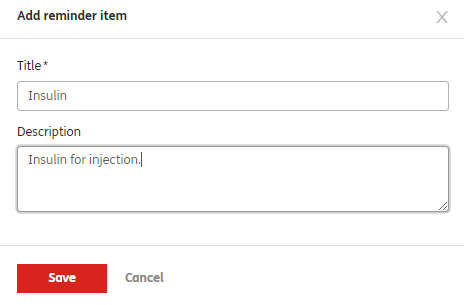 Add reminder item
Title*
Insulin
Description
Insulin for injection.
Save Cancel